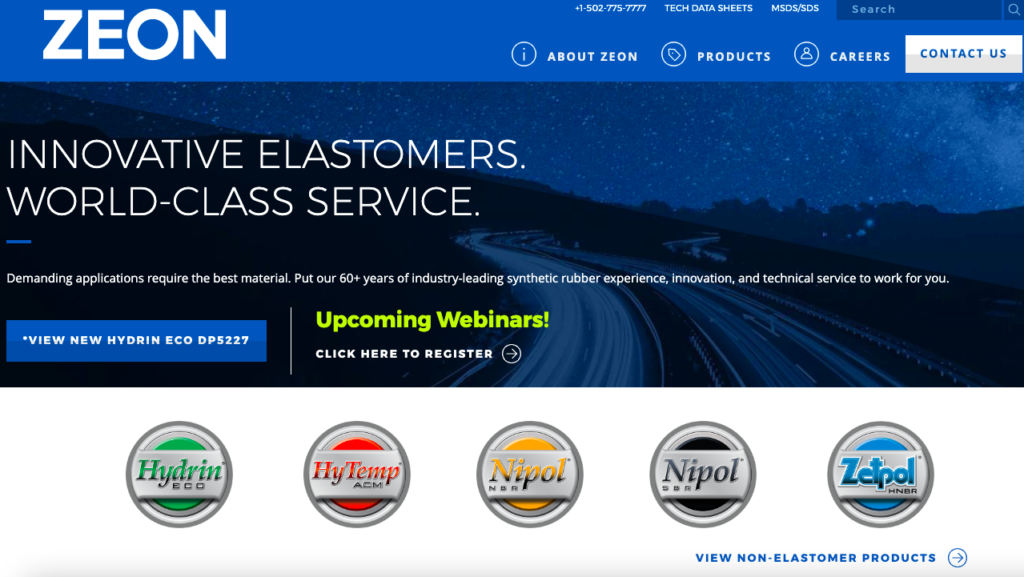 +1-502-775-7777 TECH DATA SHEETS MSDS/SDS Search
ZEON
ABOUT ZEON PRODUCTS CAREERS CONTACT US
INNOVATIVE ELASTOMERS.
WORLD-CLASS SERVICE.
Demanding applications require the best material. Put our 60+ years of industry-leading synthetic rubber experience, innovation, and technical service to work for you.
*VIEW NEW HYDRIN ECO DP5227
Upcoming Webinars!
CLICK HERE TO REGISTER
Hydrin®
ECO
HyTemp®
ACM
Nipol®
NBR
Nipol®
SBR
Zetpol®
HNBR
VIEW NON-ELASTOMER PRODUCTS